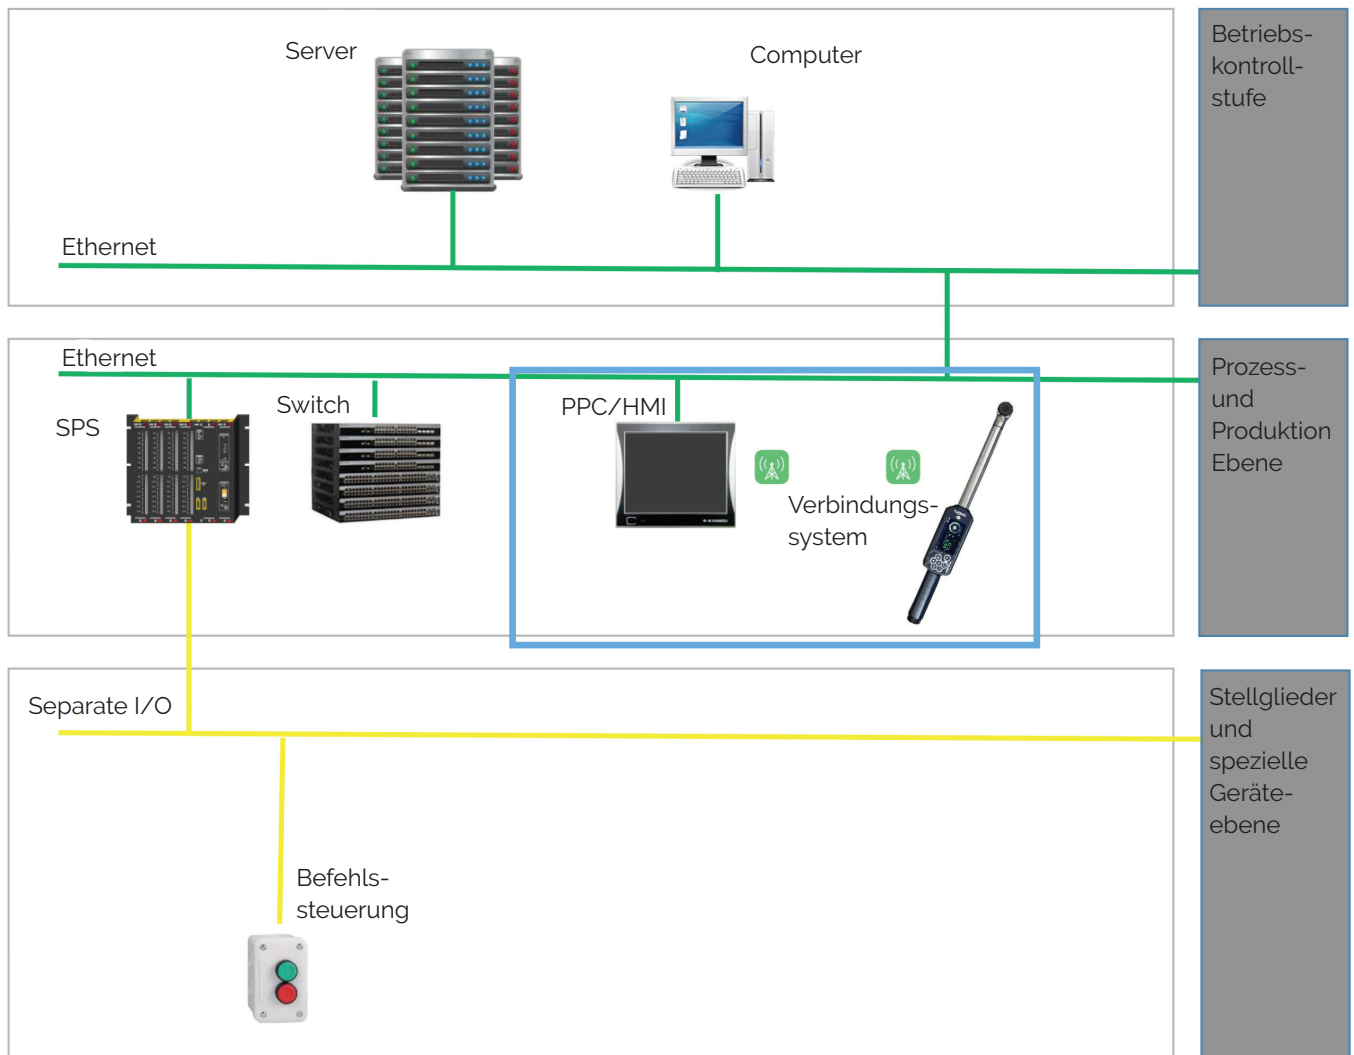 Server
Computer
Betriebs-
kontroll-
stufe
Ethernet
Ethernet
SPS
Switch
PPC/HMI
Verbindungs-
system
Prozess-
und
Produktion
Ebene
Separate I/O
Stellglieder
und
spezielle
Geräte-
ebene
Befehls-
steuerung